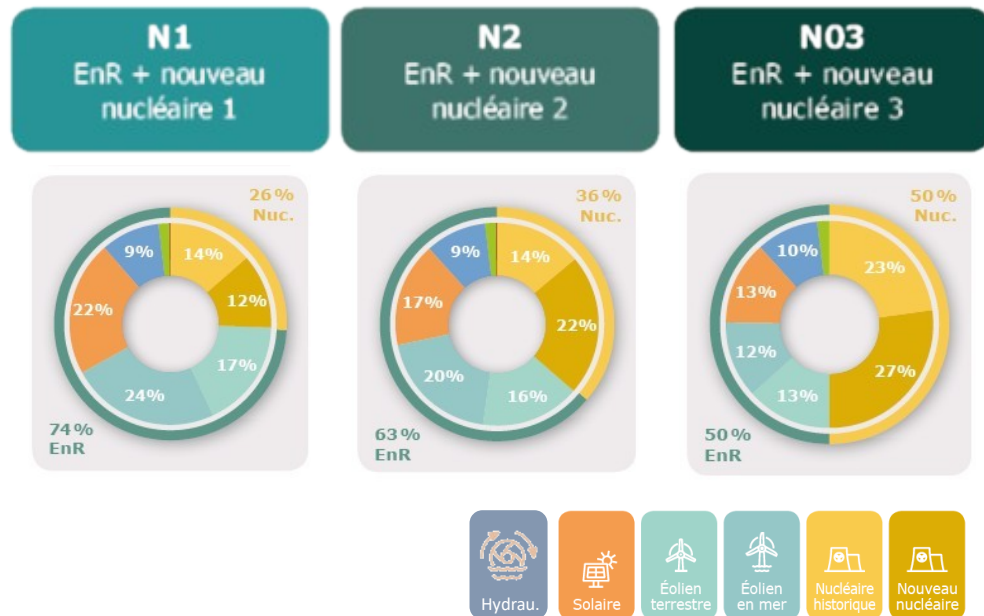 N1
EnR + nouveau
nucléaire 1
N2
EnR + nouveau
nucléaire 2
N03
EnR + nouveau
nucléaire 3
26 %
Nuc.
9%
14%
22%
12%
17%
24%
74 %
EnR
36 %
Nuc.
9%
14%
17%
22%
20%
16%
63 %
EnR
50 %
Nuc.
10%
23%
13%
12%
27%
13%
50 %
EnR
Hydrau.
Solaire
Éolien
terrestre
Éolien
en mer
Nucléaire
historique
Nouveau
nucléaire